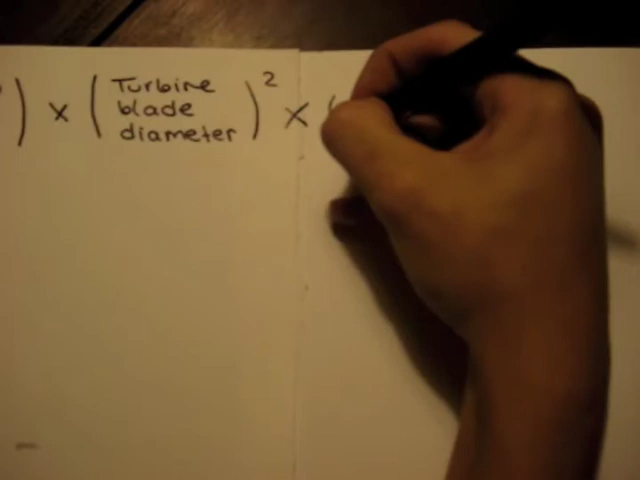 ) x ( Turbine
blade
diameter )² x (